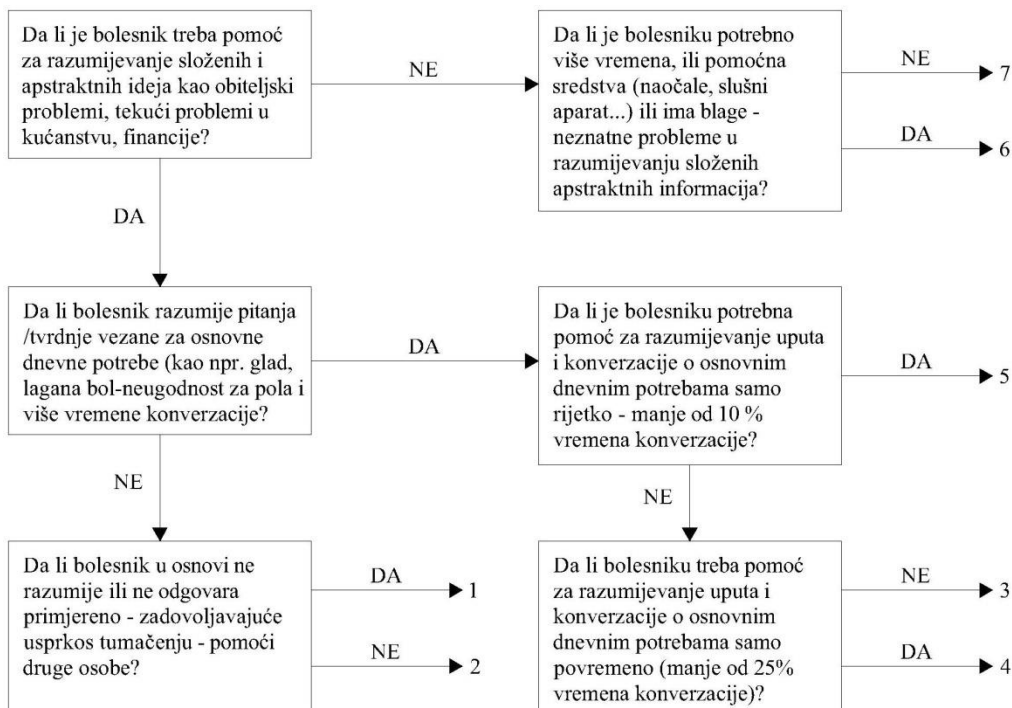 Da li je bolesnik treba pomoć
za razumijevanje složenih i
apstraktnih ideja kao obiteljski
problemi, tekući problemi u
kućanstvu, financije?
NE
Da li je bolesniku potrebno
više vremena, ili pomoćna
sredstva (naočale, slušni
aparat...) ili ima blage -
neznatne probleme u
razumijevanju složenih
apstraktnih informacija?
NE
7
DA
6
DA
Da li bolesnik razumije pitanja
/tvrdnje vezane za osnovne
dnevne potrebe (kao npr. glad,
lagana bol-neugodnost za pola i
više vremene konverzacije?
DA
Da li je bolesniku potrebna
pomoć za razumijevanje uputa
i konverzacije o osnovnim
dnevnim potrebama samo
rijetko - manje od 10 %
vremena konverzacije?
DA
5
NE
NE
Da li bolesnik u osnovi ne
razumije ili ne odgovara
primjereno - zadovoljavajuće
usprkos tumačenju - pomoći
druge osobe?
DA
1
NE
2
Da li bolesniku treba pomoć
za razumijevanje uputa i
konverzacije o osnovnim
dnevnim potrebama samo
povremeno (manje od 25%
vremena konverzacije)?
NE
3
DA
4